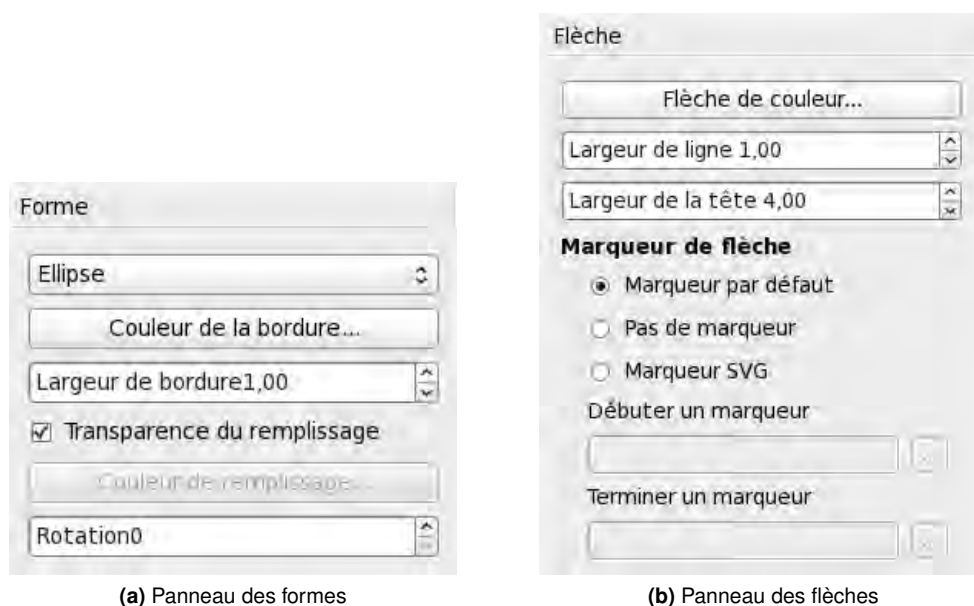 Forme
Ellipse
Couleur de la bordure...
Largeur de bordure1,00
Transparence du remplissage
Couleur de remplissage...
Rotation0
(a) Panneau des formes
Flèche
Flèche de couleur...
Largeur de ligne 1,00
Largeur de la tête 4,00
Marqueur de flèche
Marqueur par défaut
Pas de marqueur
Marqueur SVG
Débuter un marqueur
...
Terminer un marqueur
...
(b) Panneau des flèches